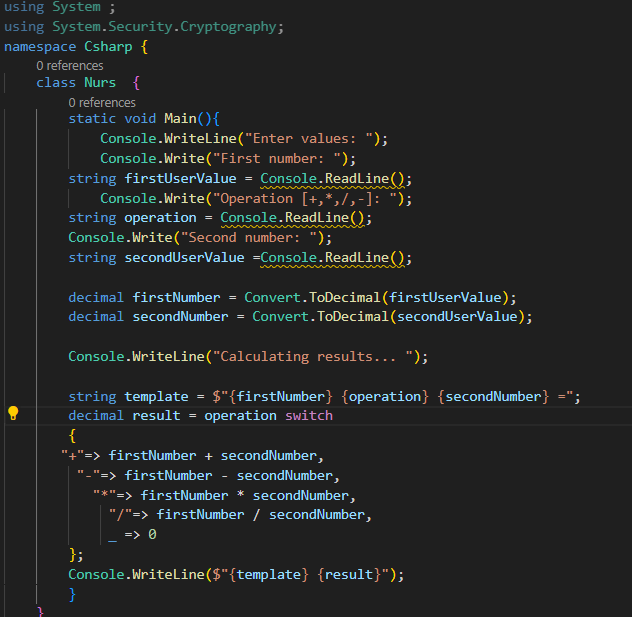 using System ;
using System.Security.Cryptography;
namespace Csharp {
0 references
class Nurs  {
0 references
static void Main(){
Console.WriteLine("Enter values: ");
Console.Write("First number: ");
string firstUserValue = Console.ReadLine();
Console.Write("Operation [+,*,/,-]: ");
string operation = Console.ReadLine();
Console.Write("Second number: ");
string secondUserValue =Console.ReadLine();
decimal firstNumber = Convert.ToDecimal(firstUserValue);
decimal secondNumber = Convert.ToDecimal(secondUserValue);
Console.WriteLine("Calculating results... ");
string template = $"{firstNumber} {operation} {secondNumber} =";
decimal result = operation switch
{
"+"=> firstNumber + secondNumber,
"-"=> firstNumber - secondNumber,
"*"=> firstNumber * secondNumber,
"/"=> firstNumber / secondNumber,
_ => 0
};
Console.WriteLine($"{template} {result}");
}
}